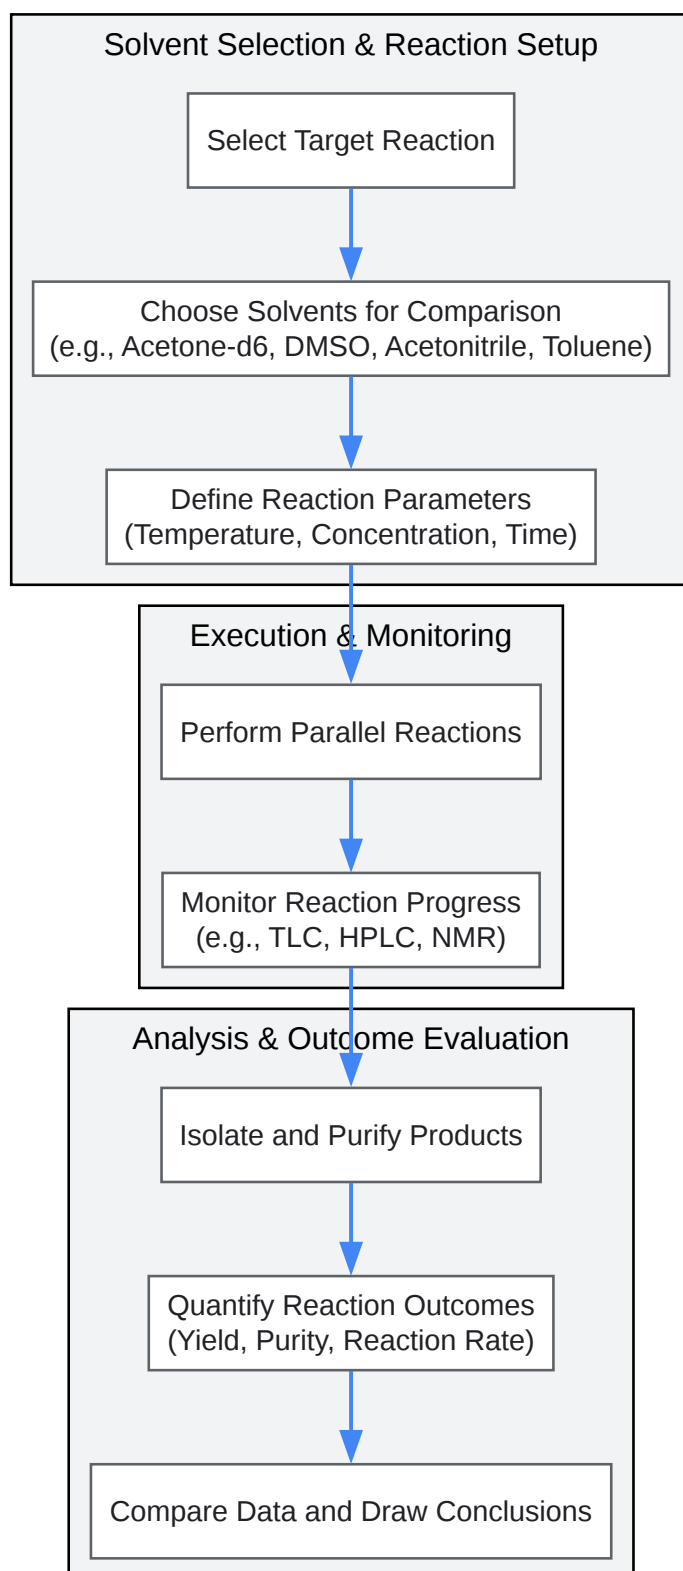 Solvent Selection & Reaction Setup
Select Target Reaction
Choose Solvents for Comparison
(e.g., Acetone-d6, DMSO, Acetonitrile, Toluene)
Define Reaction Parameters
(Temperature, Concentration, Time)
Execution & Monitoring
Perform Parallel Reactions
Monitor Reaction Progress
(e.g., TLC, HPLC, NMR)
Analysis & Outcome Evaluation
Isolate and Purify Products
Quantify Reaction Outcomes
(Yield, Purity, Reaction Rate)
Compare Data and Draw Conclusions